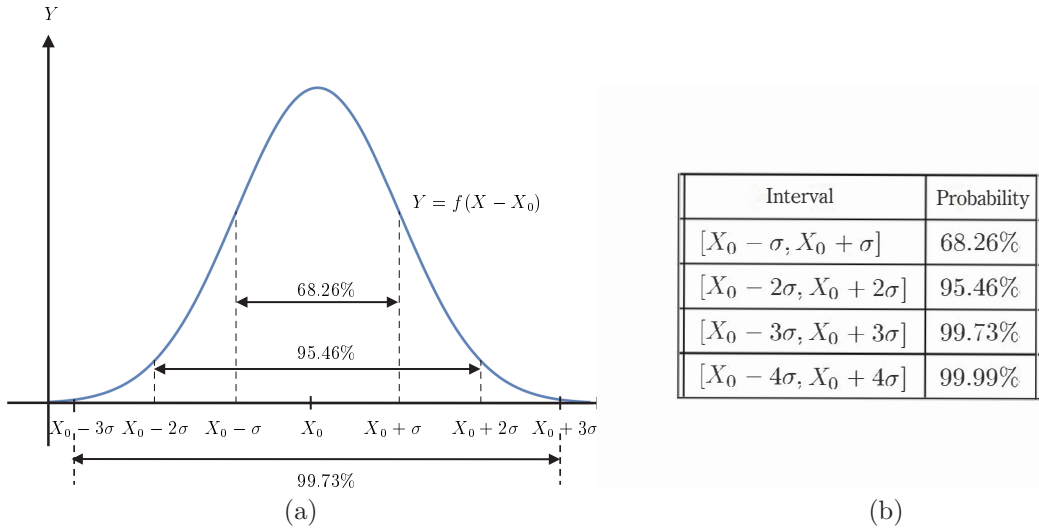 Y
Y = f(X − X₀)
68.26%
95.46%
X₀ − 3σ X₀ − 2σ X₀ − σ X₀ X₀ + σ X₀ + 2σ X₀ + 3σ
99.73%
(a)
Interval Probability
[X₀ − σ, X₀ + σ] 68.26%
[X₀ − 2σ, X₀ + 2σ] 95.46%
[X₀ − 3σ, X₀ + 3σ] 99.73%
[X₀ − 4σ, X₀ + 4σ] 99.99%
(b)